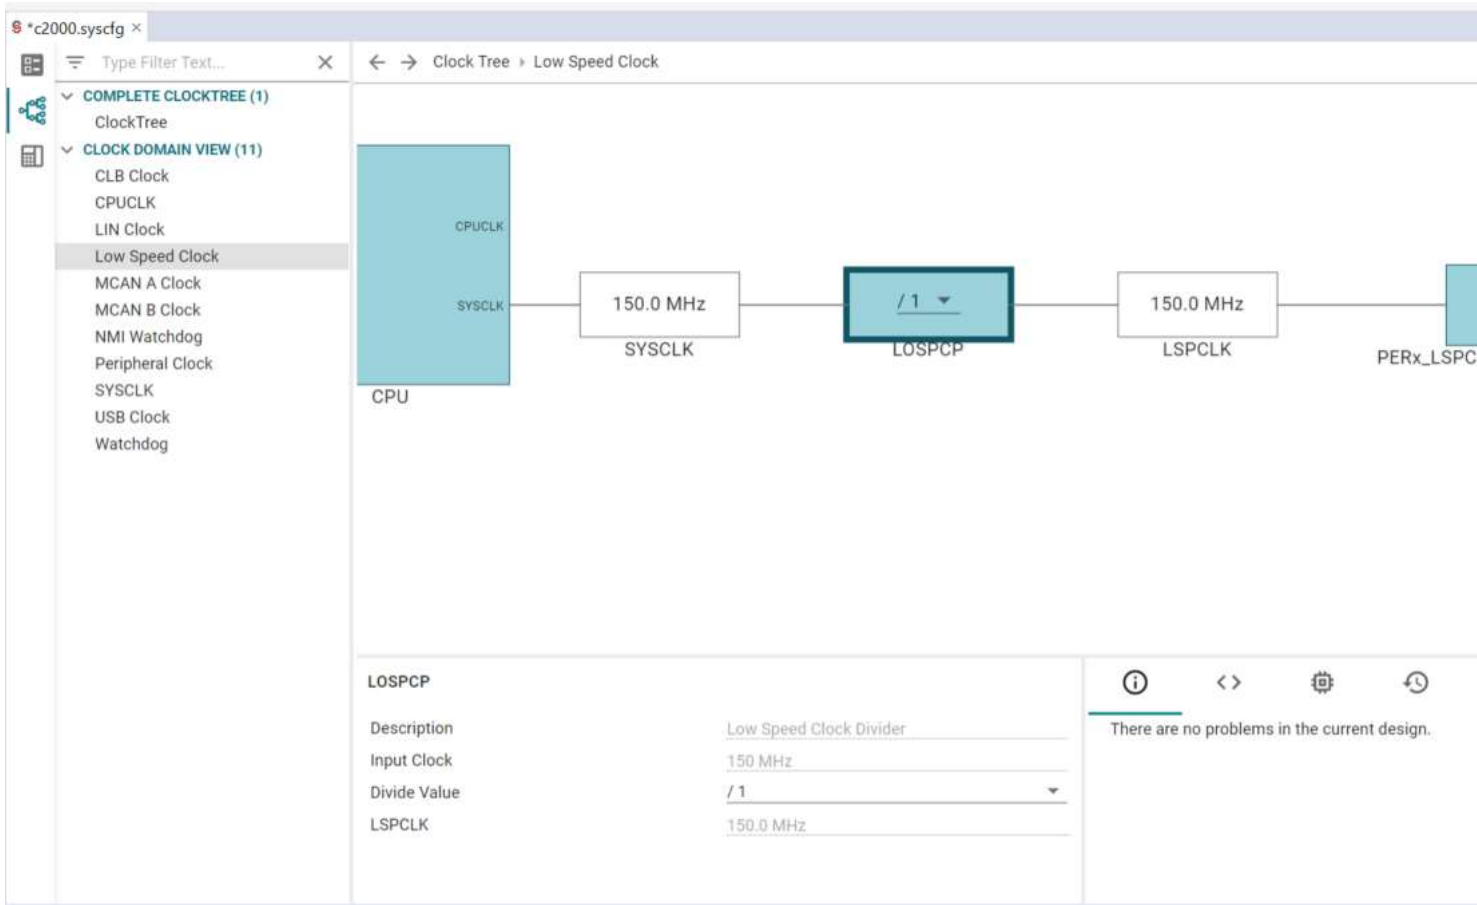 *c2000.syscfg ×
Type Filter Text...
COMPLETE CLOCKTREE (1)
ClockTree
CLOCK DOMAIN VIEW (11)
CLB Clock
CPUCLK
LIN Clock
Low Speed Clock
MCAN A Clock
MCAN B Clock
NMI Watchdog
Peripheral Clock
SYSCLK
USB Clock
Watchdog
Clock Tree Low Speed Clock
CPUCLK
SYSCLK
CPU
150.0 MHz
SYSCLK
/ 1
LOSPCP
150.0 MHz
LSPCLK
PERx_LSPC
LOSPCP
Description Low Speed Clock Divider
Input Clock 150 MHz
Divide Value / 1
LSPCLK 150.0 MHz
There are no problems in the current design.